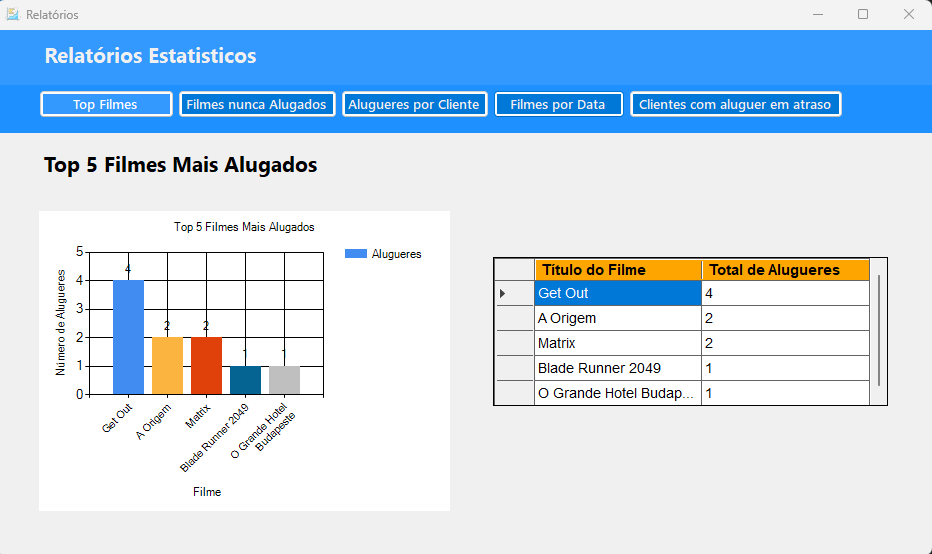 Relatórios
Relatórios Estatisticos
Top Filmes
Filmes nunca Alugados
Alugueres por Cliente
Filmes por Data
Clientes com aluguer em atraso
Top 5 Filmes Mais Alugados
Top 5 Filmes Mais Alugados
Alugueres
Número de Alugueres
5
4
3
2
1
0
4
2
2
1
1
Get Out
A Origem
Matrix
Blade Runner 2049
O Grande Hotel
Budapeste
Filme
Título do Filme Total de Alugueres
Get Out 4
A Origem 2
Matrix 2
Blade Runner 2049 1
O Grande Hotel Budap... 1